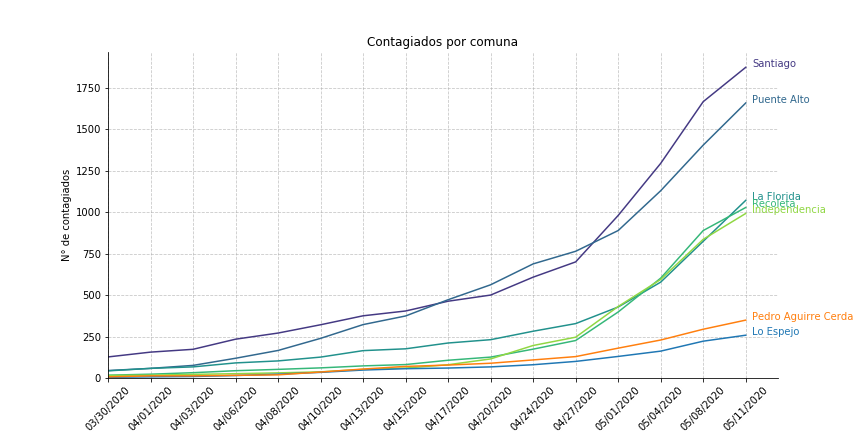 Contagiados por comuna
N° de contagiados
1750
1500
1250
1000
750
500
250
0
Santiago
Puente Alto
La Florida
Recoleta
Independencia
Pedro Aguirre Cerda
Lo Espejo
03/30/2020
04/01/2020
04/03/2020
04/06/2020
04/08/2020
04/10/2020
04/13/2020
04/15/2020
04/17/2020
04/20/2020
04/24/2020
04/27/2020
05/01/2020
05/04/2020
05/08/2020
05/11/2020